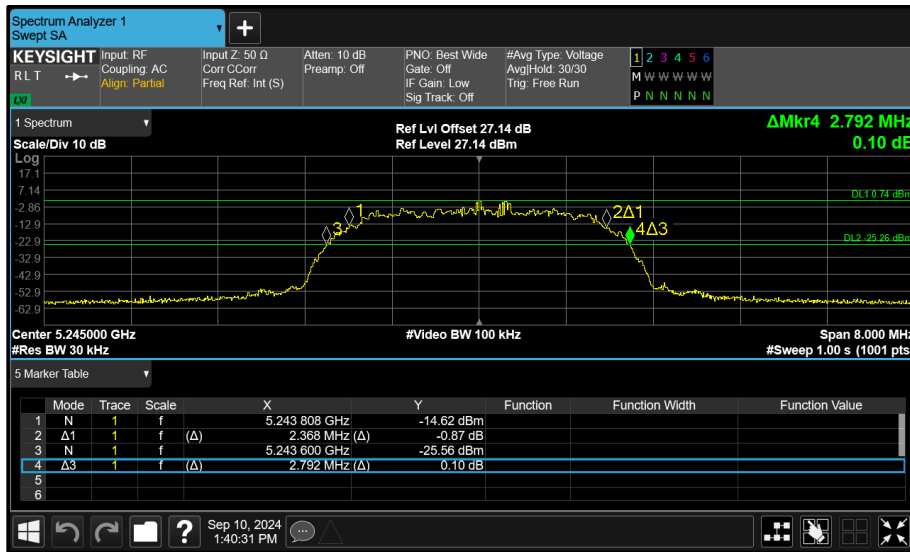 Spectrum Analyzer 1
Swept SA
+
KEYSIGHT Input: RF Input Z: 50 Ω Atten: 10 dB PNO: Best Wide #Avg Type: Voltage 1 2 3 4 5 6
R L T Coupling: AC Corr CCorr Preamp: Off Gate: Off Avg|Hold: 30/30 M W W W W W
Align: Partial Freq Ref: Int (S) IF Gain: Low Trig: Free Run P N N N N N
LXI Sig Track: Off
1 Spectrum Ref Lvl Offset 27.14 dB ΔMkr4 2.792 MHz
Scale/Div 10 dB Ref Level 27.14 dBm 0.10 dB
Log
17.1
7.14
DL1 0.74 dBm
-2.86
1 2Δ1
-12.9
3 4Δ3
-22.9 DL2 -25.26 dBm
-32.9
-42.9
-52.9
-62.9
Center 5.245000 GHz #Video BW 100 kHz Span 8.000 MHz
#Res BW 30 kHz #Sweep 1.00 s (1001 pts
5 Marker Table
Mode Trace Scale X Y Function Function Width Function Value
1 N 1 f 5.243 808 GHz -14.62 dBm
2 Δ1 1 f (Δ) 2.368 MHz (Δ) -0.87 dB
3 N 1 f 5.243 600 GHz -25.56 dBm
4 Δ3 1 f (Δ) 2.792 MHz (Δ) 0.10 dB
5
6
? Sep 10, 2024
1:40:31 PM